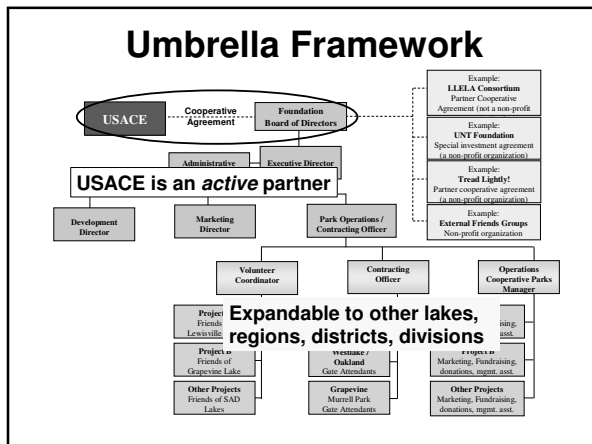 Umbrella Framework
USACE
Cooperative
Agreement
Foundation
Board of Directors
Example:
LLELA Consortium
Partner Cooperative
Agreement (not a non-profit
Example:
UNT Foundation
Special investment agreement
(a non-profit organization)
Example:
Tread Lightly!
Partner cooperative agreement
(a non-profit organization)
Example:
External Friends Groups
Non-profit organization
Administrative
Executive Director
USACE is an active partner
Development
Director
Marketing
Director
Park Operations /
Contracting Officer
Volunteer
Coordinator
Contracting
Officer
Operations
Cooperative Parks
Manager
Expandable to other lakes,
regions, districts, divisions
Project
Friends
Lewisville
Project B
Friends of
Grapevine Lake
Other Projects
Friends of SAD
Lakes
Westlake /
Oakland
Gate Attendants
Grapevine
Murrell Park
Gate Attendants
donations, mgmt. asst.
Project B
Marketing, Fundraising,
donations, mgmt. asst.
Other Projects
Marketing, Fundraising,
donations, mgmt. asst.